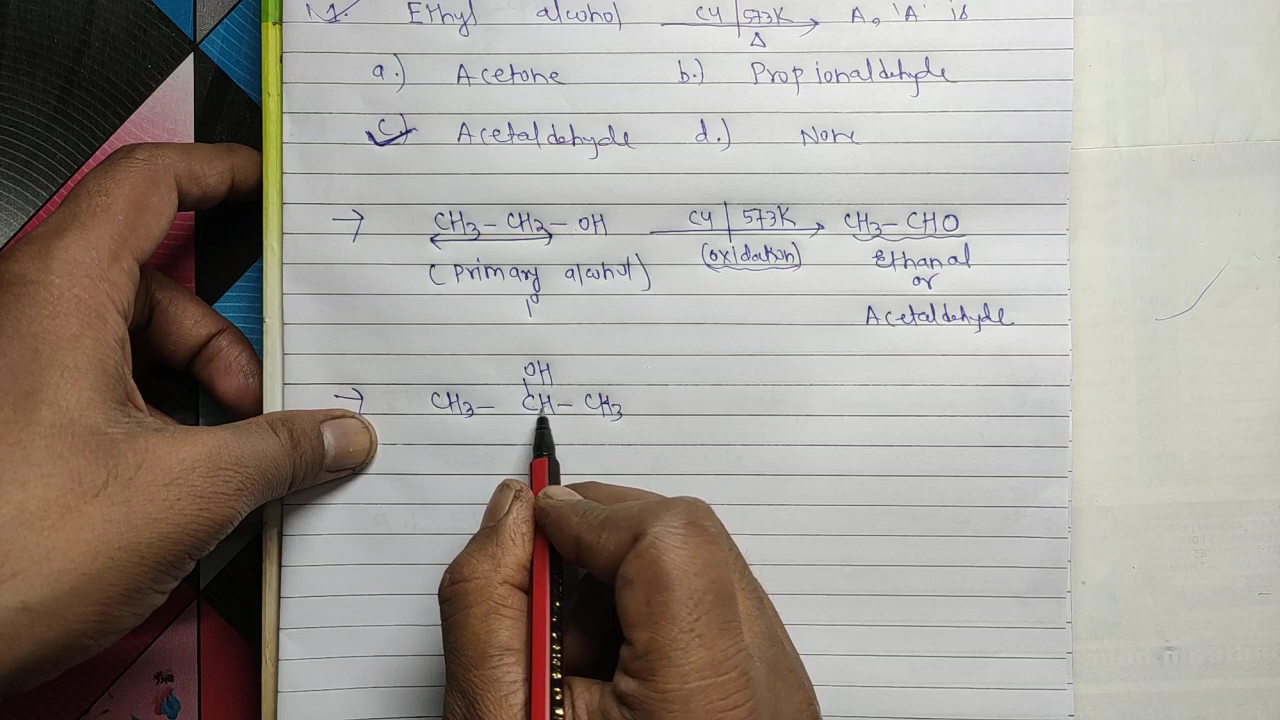 Ethyl alcohol Cu | 573K Δ → A, 'A' is
a.) Acetone b.) Propionaldehyde
c) Acetaldehyde d.) None
→ CH3 – CH2 – OH Cu | 573K → CH3 – CHO
(Primary alcohol) (oxidation) Ethanal
1° or
Acetaldehyde
OH
→ CH3 – CH – CH3